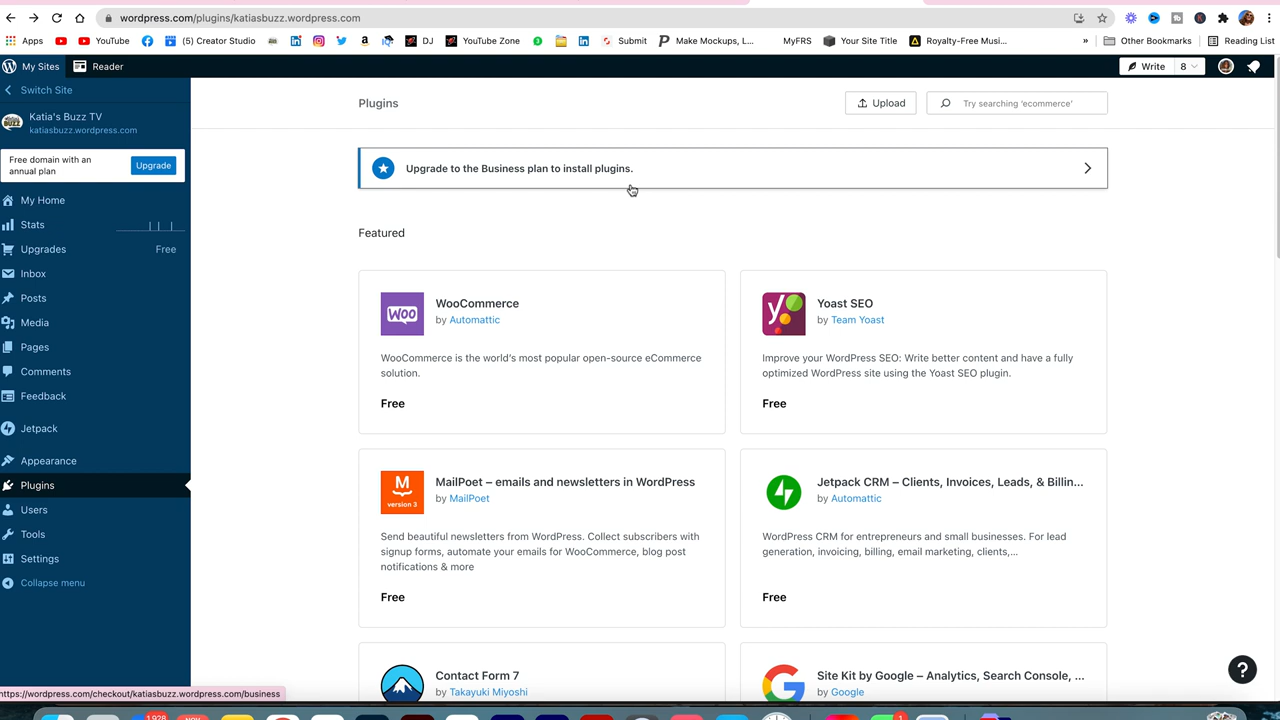 wordpress.com/plugins/katiasbuzz.wordpress.com
Apps
YouTube
(5) Creator Studio
DJ
YouTube Zone
Submit
Make Mockups, L...
MyFRS
Your Site Title
Royalty-Free Musi...
»
Other Bookmarks
Reading List
My Sites
Reader
Write
8
Switch Site
Katia's Buzz TV
katiasbuzz.wordpress.com
Free domain with an
annual plan
Upgrade
My Home
Stats
Upgrades
Free
Inbox
Posts
Media
Pages
Comments
Feedback
Jetpack
Appearance
Plugins
Users
Tools
Settings
Collapse menu
https://wordpress.com/checkout/katiasbuzz.wordpress.com/business
Plugins
Upload
Try searching 'ecommerce'
Upgrade to the Business plan to install plugins.
Featured
WOO
WooCommerce
by Automattic
WooCommerce is the world's most popular open-source eCommerce
solution.
Free
Yoast SEO
by Team Yoast
Improve your WordPress SEO: Write better content and have a fully
optimized WordPress site using the Yoast SEO plugin.
Free
M
version 3
MailPoet – emails and newsletters in WordPress
by MailPoet
Send beautiful newsletters from WordPress. Collect subscribers with
signup forms, automate your emails for WooCommerce, blog post
notifications & more
Free
Jetpack CRM – Clients, Invoices, Leads, & Billin...
by Automattic
WordPress CRM for entrepreneurs and small businesses. For lead
generation, invoicing, billing, email marketing, clients,...
Free
Contact Form 7
by Takayuki Miyoshi
Site Kit by Google – Analytics, Search Console, ...
by Google
?
1,928
NOV
1